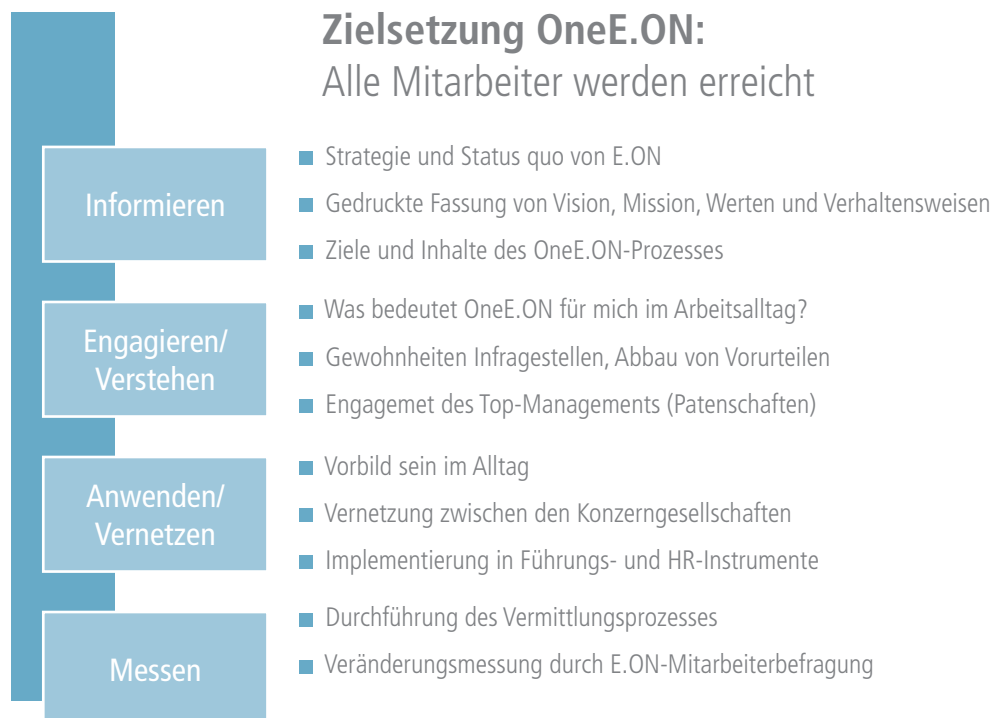 Zielsetzung OneE.ON:
Alle Mitarbeiter werden erreicht
Informieren
Strategie und Status quo von E.ON
Gedruckte Fassung von Vision, Mission, Werten und Verhaltensweisen
Ziele und Inhalte des OneE.ON-Prozesses
Engagieren/
Verstehen
Was bedeutet OneE.ON für mich im Arbeitsalltag?
Gewohnheiten Infragestellen, Abbau von Vorurteilen
Engagemet des Top-Managements (Patenschaften)
Anwenden/
Vernetzen
Vorbild sein im Alltag
Vernetzung zwischen den Konzerngesellschaften
Implementierung in Führungs- und HR-Instrumente
Messen
Durchführung des Vermittlungsprozesses
Veränderungsmessung durch E.ON-Mitarbeiterbefragung